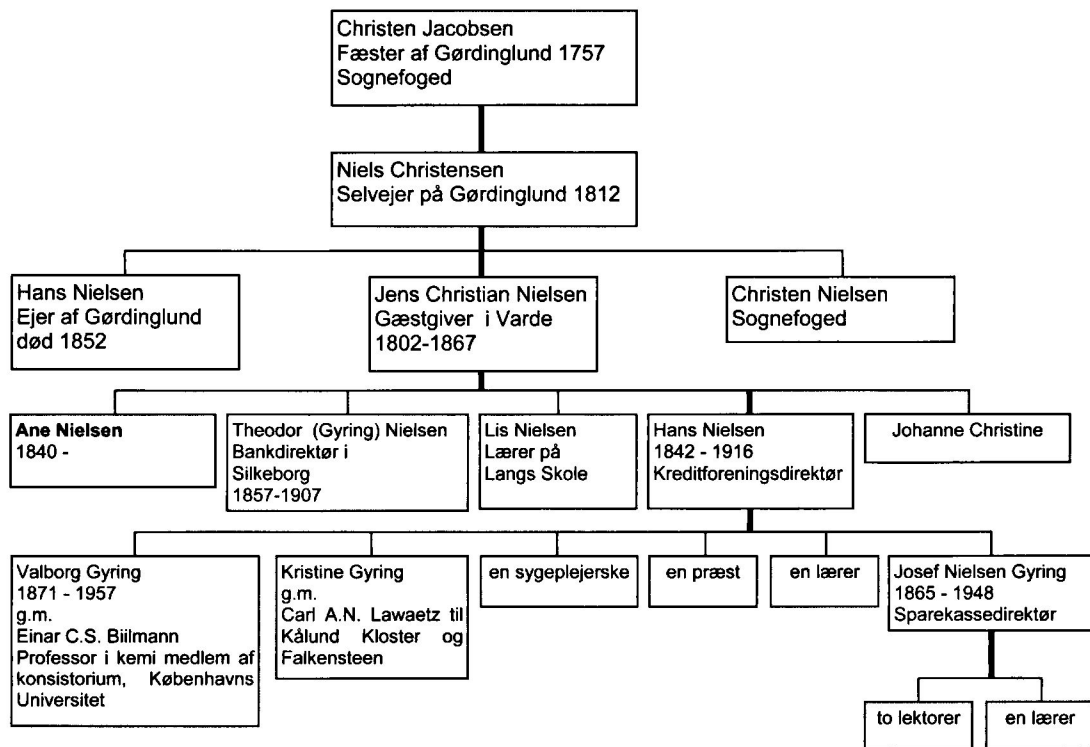 Christen Jacobsen
Fæster af Gørdinglund 1757
Sognefoged
Niels Christensen
Selvejer på Gørdinglund 1812
Hans Nielsen
Ejer af Gørdinglund
død 1852
Jens Christian Nielsen
Gæstgiver i Varde
1802-1867
Christen Nielsen
Sognefoged
Ane Nielsen
1840 -
Theodor (Gyring) Nielsen
Bankdirektør i
Silkeborg
1857-1907
Lis Nielsen
Lærer på
Langs Skole
Hans Nielsen
1842 - 1916
Kreditforeningsdirektør
Johanne Christine
Valborg Gyring
1871 - 1957
g.m.
Einar C.S. Biilmann
Professor i kemi medlem af
konsistorium, Københavns
Universitet
Kristine Gyring
g.m.
Carl A.N. Lawaetz til
Kålund Kloster og
Falkensteen
en sygeplejerske
en præst
en lærer
Josef Nielsen Gyring
1865 - 1948
Sparekassedirektør
to lektorer
en lærer